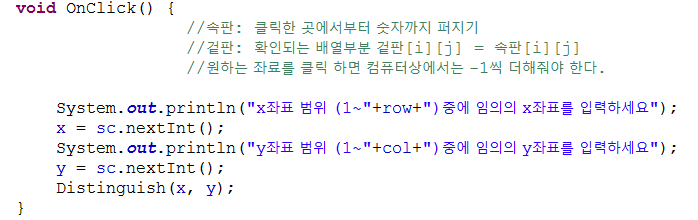 void OnClick() {
//속판: 클릭한 곳에서부터 숫자까지 퍼지기
//겉판: 확인되는 배열부분 겉판[i][j] = 속판[i][j]
//원하는 좌료를 클릭 하면 컴퓨터상에서는 -1씩 더해줘야 한다.
System.out.println("x좌표 범위 (1~"+row+")중에 임의의 x좌표를 입력하세요");
x = sc.nextInt();
System.out.println("y좌표 범위 (1~"+col+")중에 임의의 y좌표를 입력하세요");
y = sc.nextInt();
Distinguish(x, y);
}